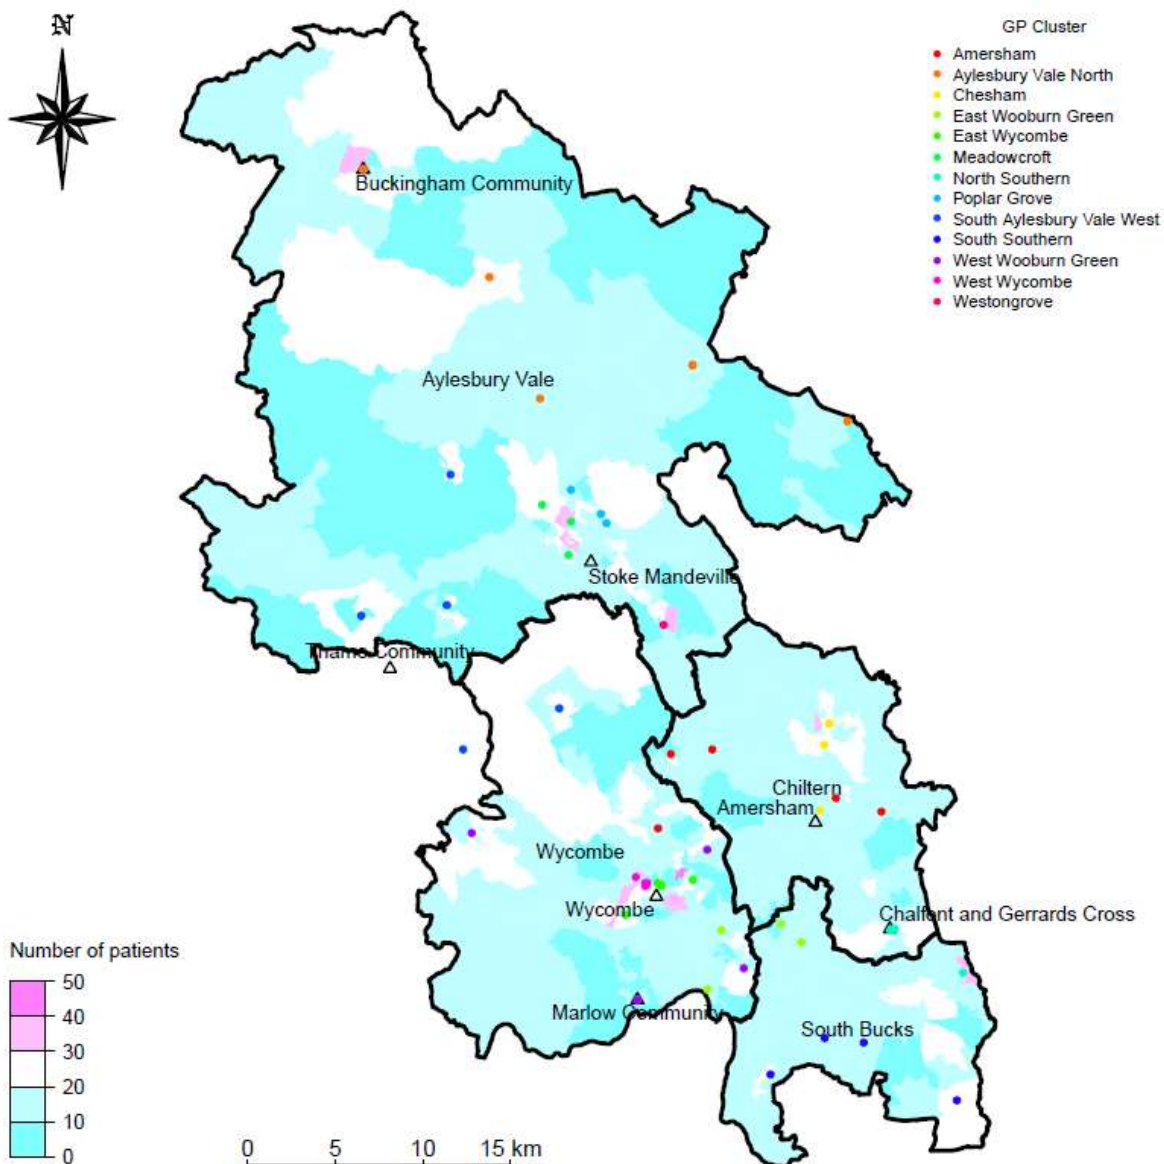 N
GP Cluster
Amersham
Aylesbury Vale North
Chesham
East Wooburn Green
East Wycombe
Meadowcroft
North Southern
Poplar Grove
South Aylesbury Vale West
South Southern
West Wooburn Green
West Wycombe
Westongrove
Buckingham Community
Aylesbury Vale
Stoke Mandeville
Thame Community
Chiltern
Amersham
Wycombe
Wycombe
Chalfont and Gerrards Cross
Marlow Community
South Bucks
Number of patients
50
40
30
20
10
0
0 5 10 15 km